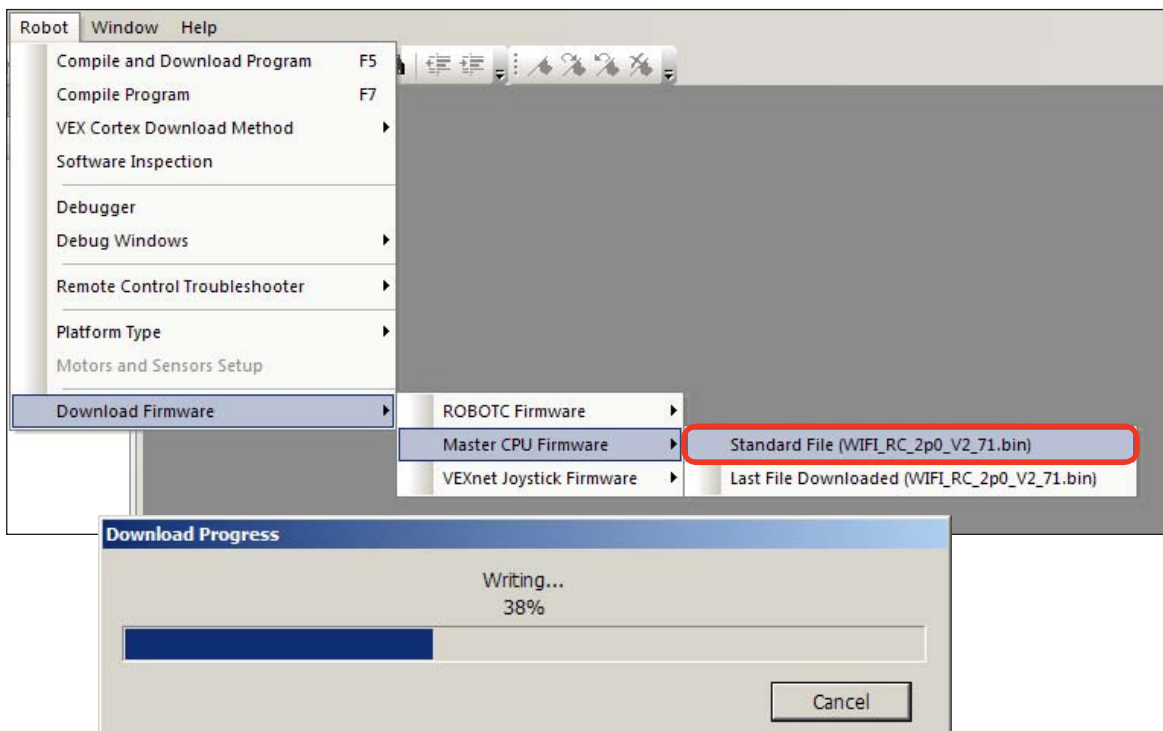 Robot Window Help
Compile and Download Program F5
Compile Program F7
VEX Cortex Download Method
Software Inspection
Debugger
Debug Windows
Remote Control Troubleshooter
Platform Type
Motors and Sensors Setup
Download Firmware
ROBOTC Firmware
Master CPU Firmware
VEXnet Joystick Firmware
Standard File (WIFI_RC_2p0_V2_71.bin)
Last File Downloaded (WIFI_RC_2p0_V2_71.bin)
Download Progress
Writing...
38%
Cancel